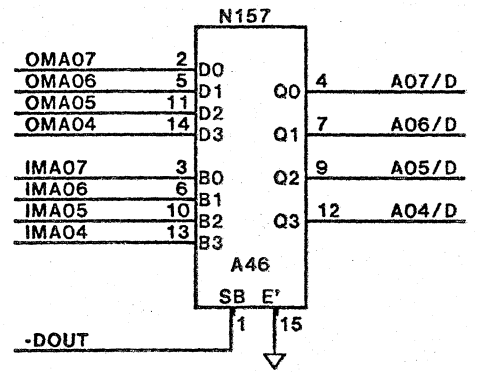 N157
OMA07 2 D0
OMA06 5 D1
OMA05 11 D2
OMA04 14 D3
IMA07 3 B0
IMA06 6 B1
IMA05 10 B2
IMA04 13 B3
Q0 4 A07/D
Q1 7 A06/D
Q2 9 A05/D
Q3 12 A04/D
A46
SB E'
1 15
-DOUT